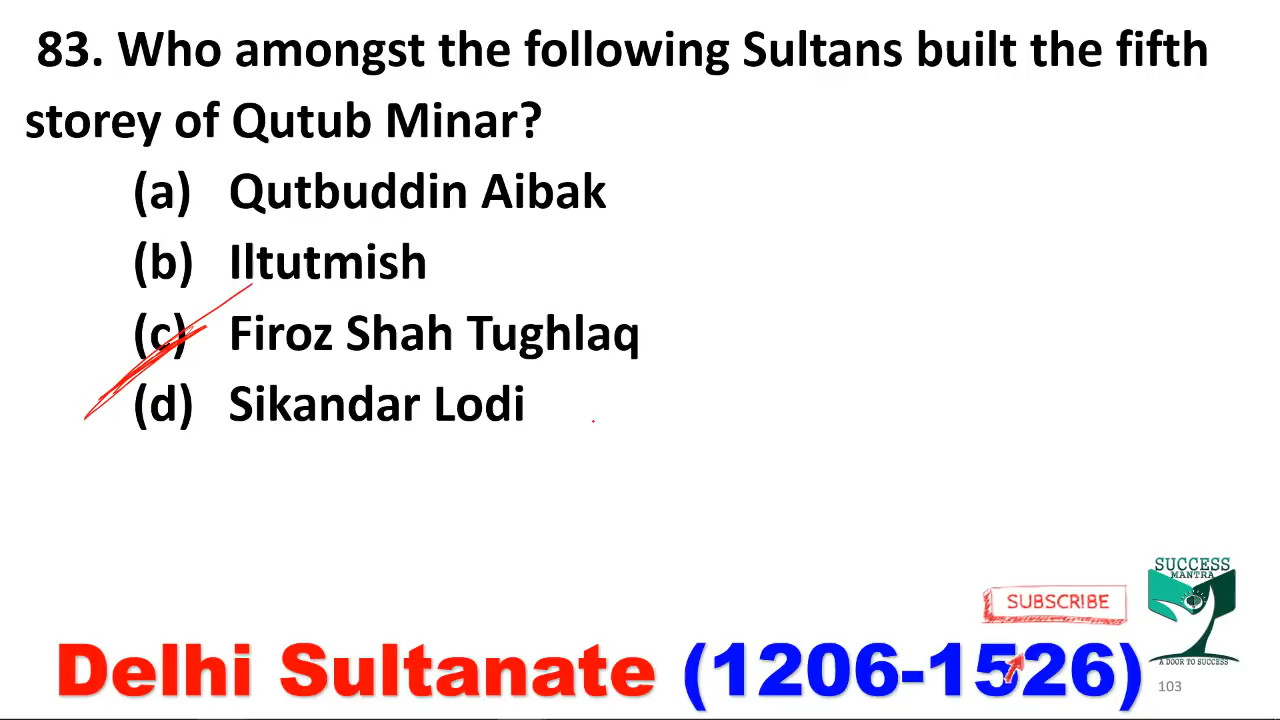 83. Who amongst the following Sultans built the fifth
storey of Qutub Minar?
(a) Qutbuddin Aibak
(b) Iltutmish
(c) Firoz Shah Tughlaq
(d) Sikandar Lodi
SUCCESS
MANTRA
SUBSCRIBE
A DOOR TO SUCCESS
Delhi Sultanate (1206-1526)
103